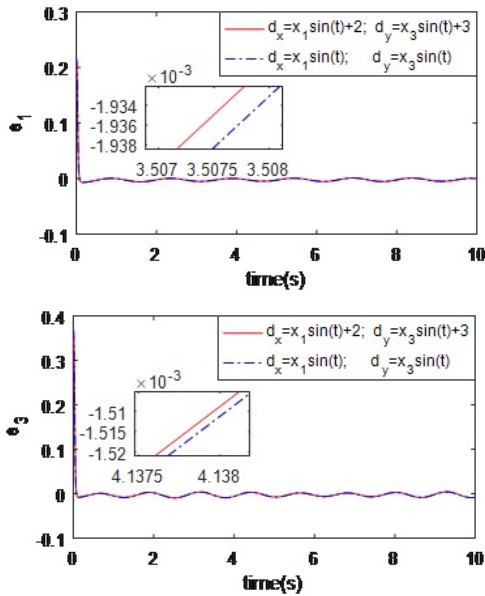 0.3
d_x=x_1sin(t)+2; d_y=x_3sin(t)+3
d_x=x_1sin(t); d_y=x_3sin(t)
0.2
×10^-3
-1.934
-1.936
-1.938
0.1
3.507 3.5075 3.508
0
-0.1
0 2 4 6 8 10
e_1
time(s)
0.4
d_x=x_1sin(t)+2; d_y=x_3sin(t)+3
d_x=x_1sin(t); d_y=x_3sin(t)
0.3
×10^-3
0.2
-1.51
-1.515
-1.52
0.1
4.1375 4.138
0
-0.1
0 2 4 6 8 10
e_3
time(s)